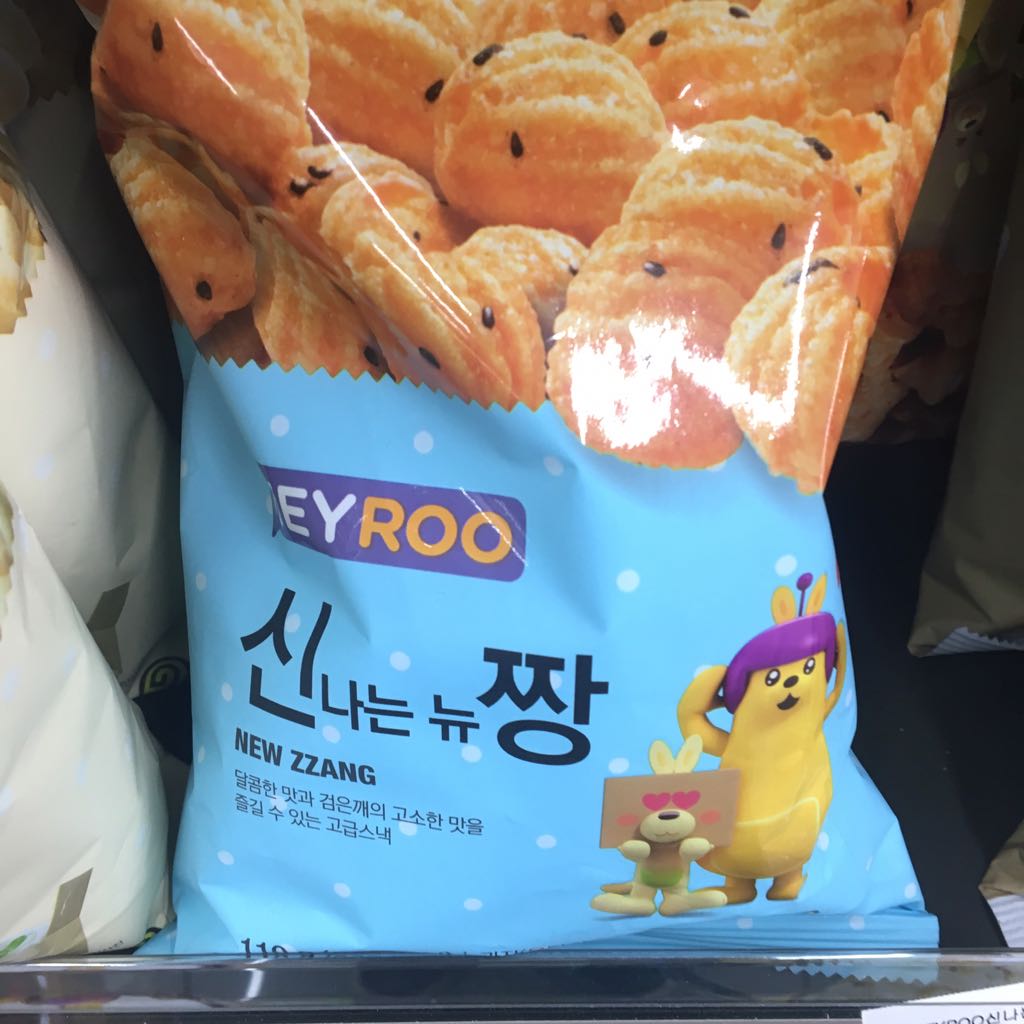 EYROO
신나는 뉴짱
NEW ZZANG
달콤한 맛과 검은깨의 고소한 맛을
즐길 수 있는 고급스낵